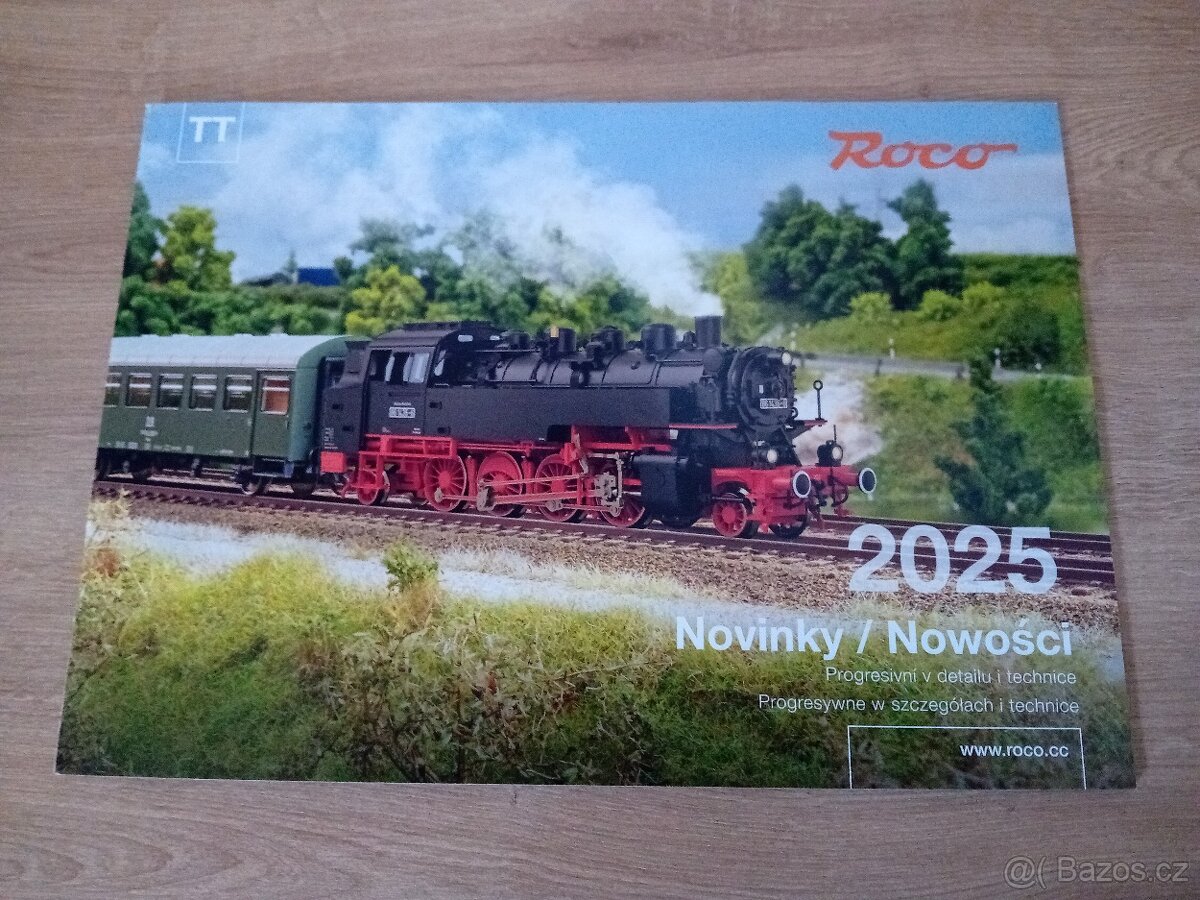 TT
Roco
2025
Novinky / Nowości
Progresivní v detailu i technice
Progresywne w szczegółach i technice
www.roco.cc
@( Bazos.cz